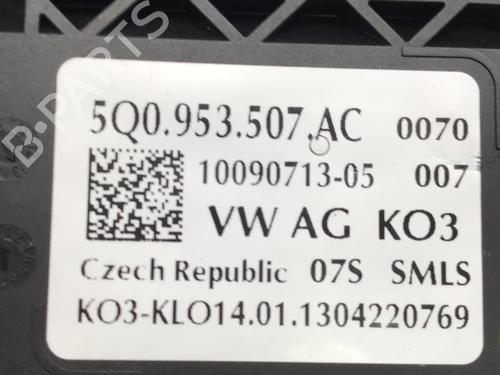 5Q0.953.507.AC 0070
10090713-05 007
VW AG KO3
Czech Republic 07S SMLS
KO3-KLO14.01.1304220769
B-PARTS